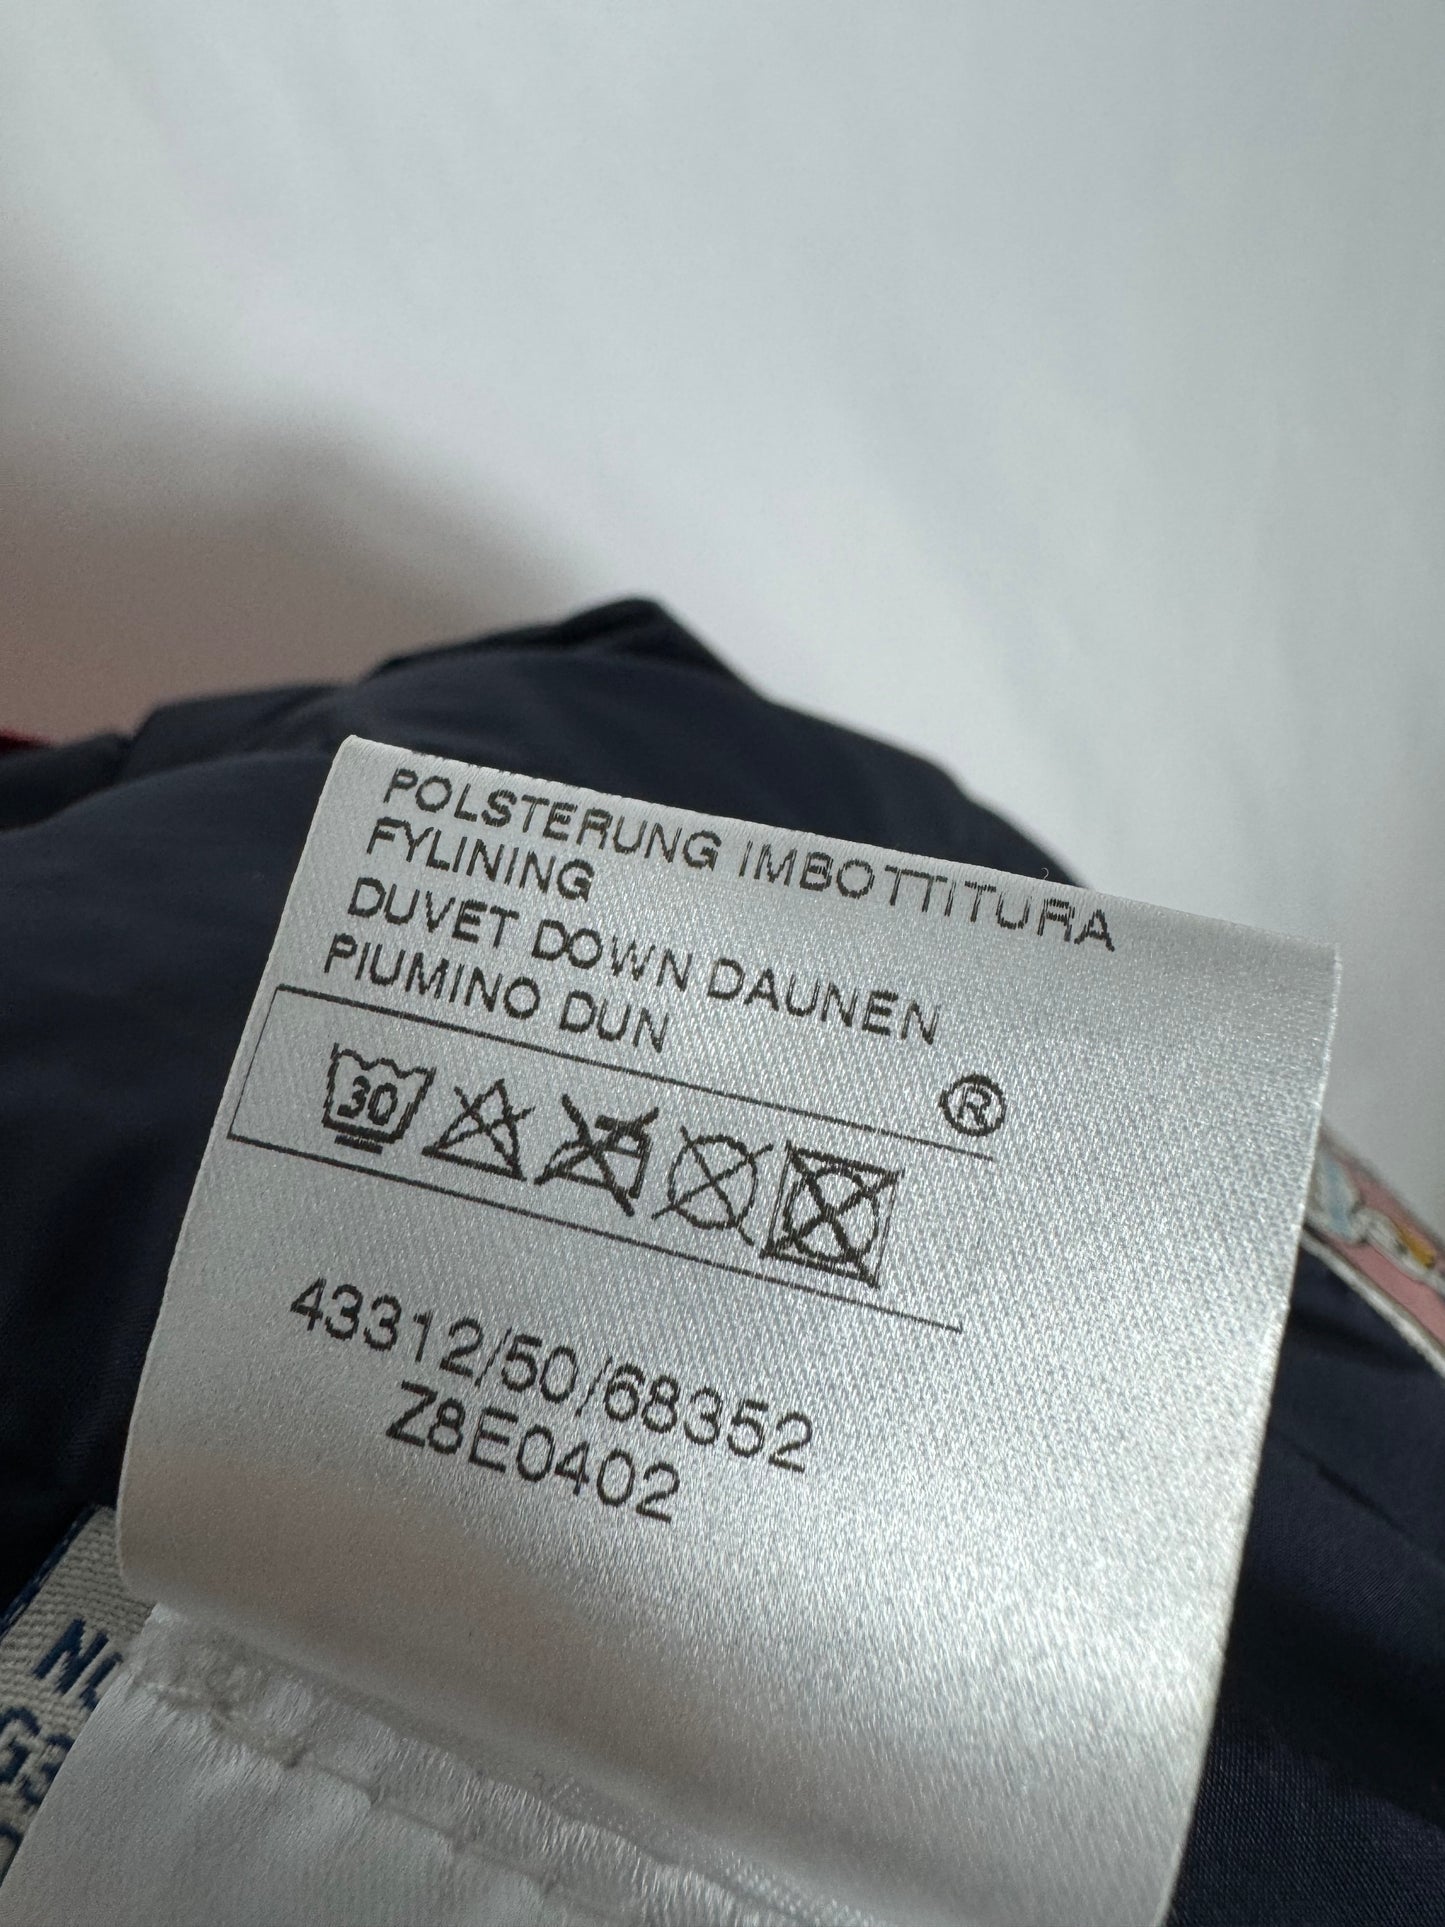 POLSTERUNG IMBOTTITURA
FYLINING
DUVET DOWN DAUNEN
PIUMINO DUN
®
30
43312/50/68352
Z8E0402